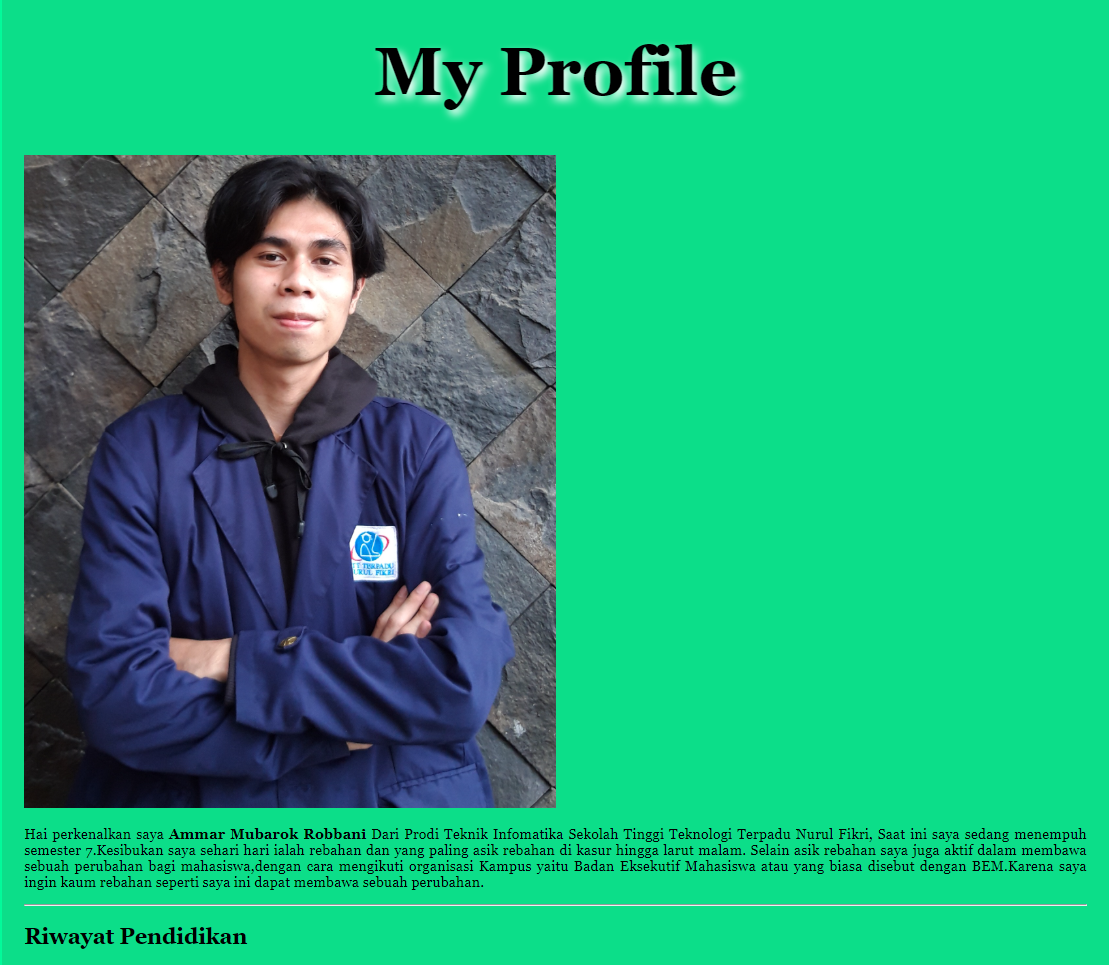 My Profile
TERPADU
Hai perkenalkan saya Ammar Mubarok Robbani Dari Prodi Teknik Infomatika Sekolah Tinggi Teknologi Terpadu Nurul Fikri, Saat ini saya sedang menempuh
semester 7.Kesibukan saya sehari hari ialah rebahan dan yang paling asik rebahan di kasur hingga larut malam. Selain asik rebahan saya juga aktif dalam membawa
sebuah perubahan bagi mahasiswa,dengan cara mengikuti organisasi Kampus yaitu Badan Eksekutif Mahasiswa atau yang biasa disebut dengan BEM.Karena saya
ingin kaum rebahan seperti saya ini dapat membawa sebuah perubahan.
Riwayat Pendidikan